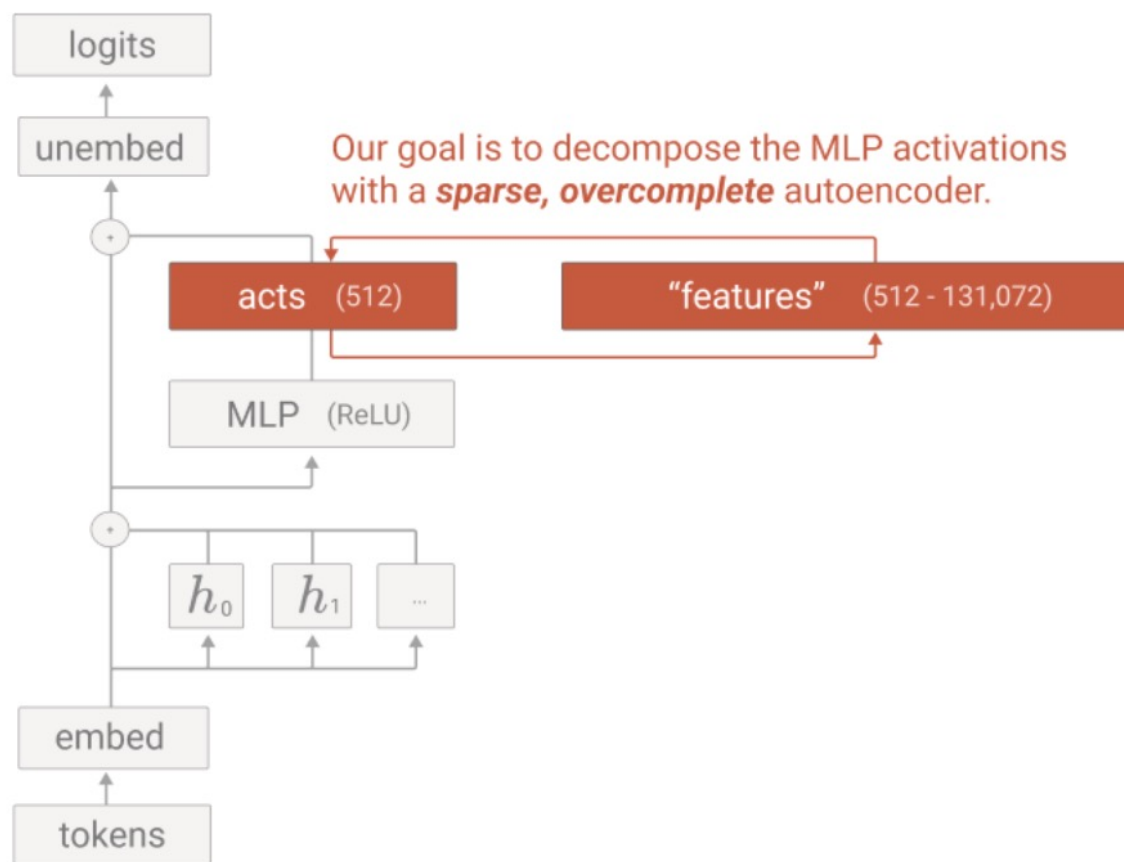 logits
unembed
Our goal is to decompose the MLP activations
with a sparse, overcomplete autoencoder.
+
acts (512) “features” (512 - 131,072)
MLP (ReLU)
+
h₀ h₁ ...
embed
tokens